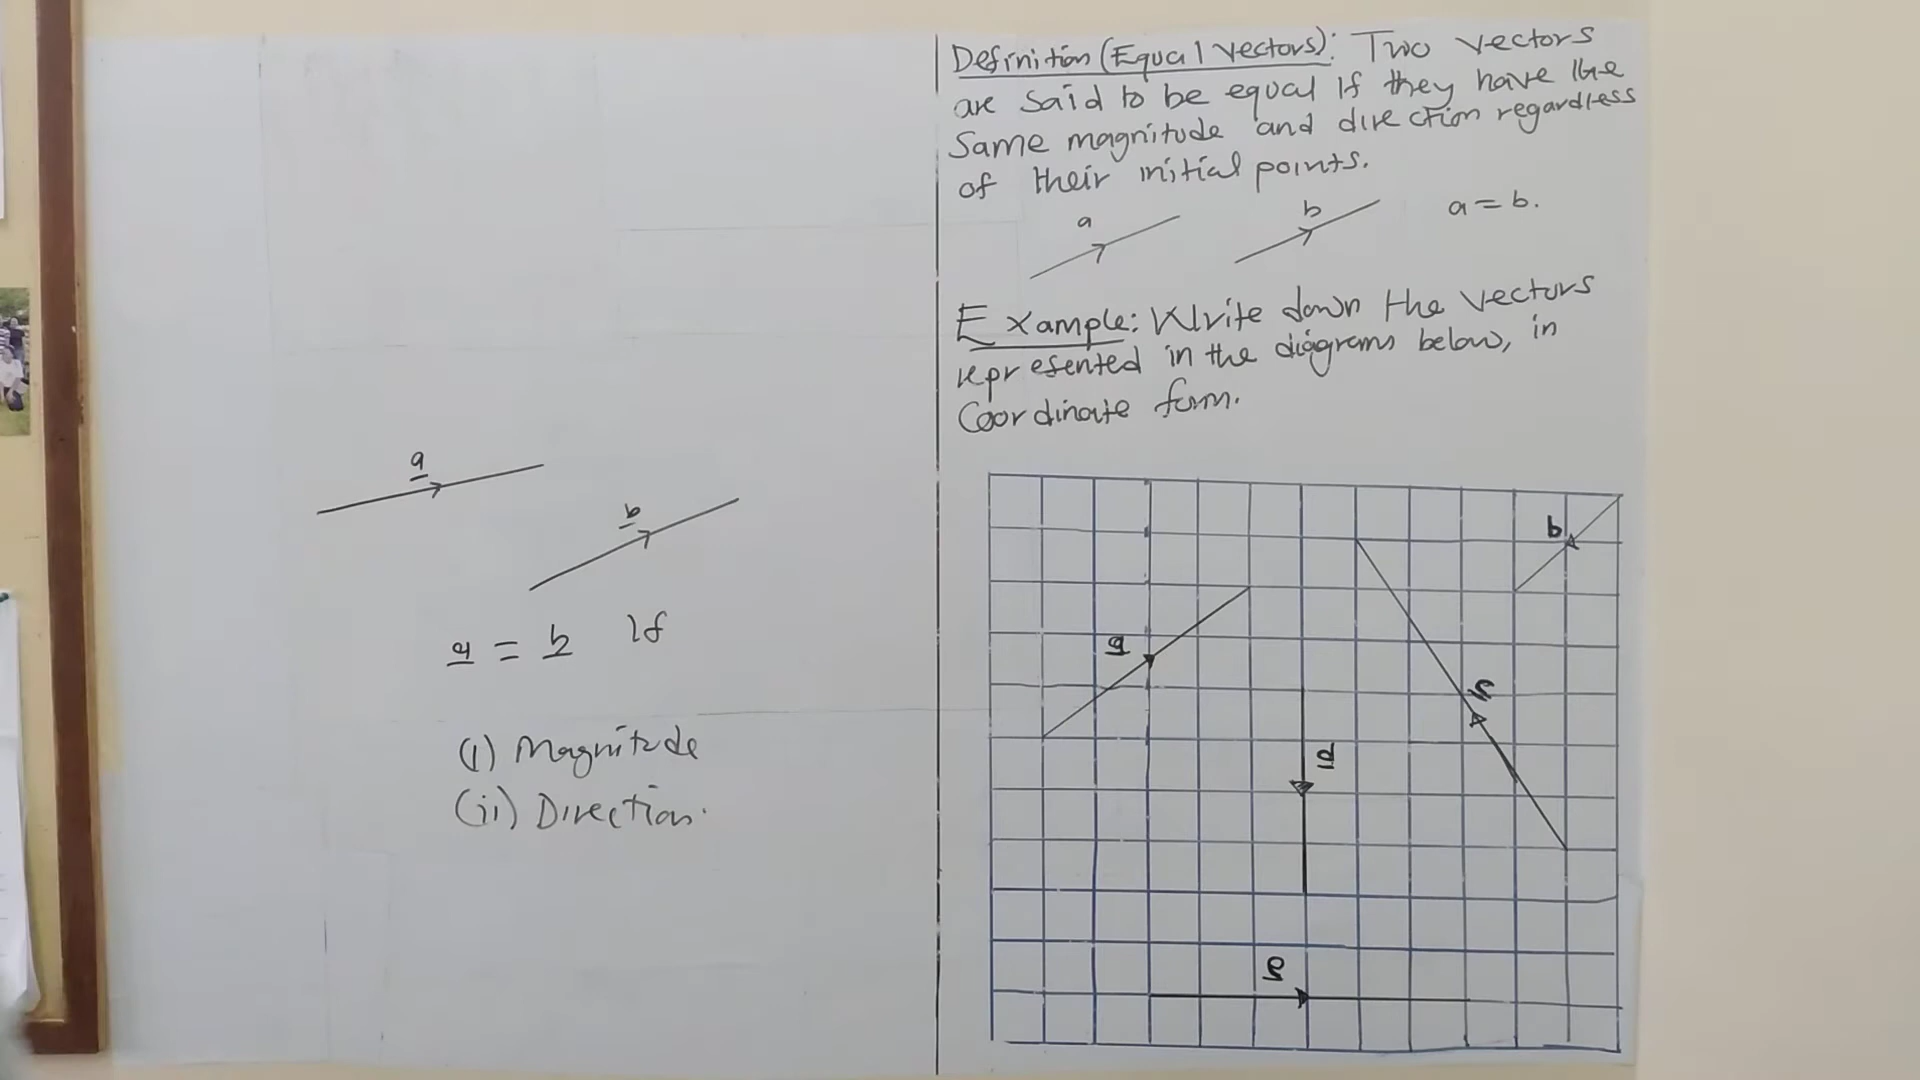 a
b
a = b If
(i) Magnitude
(ii) Direction.
Definition (Equal vectors): Two vectors
are said to be equal if they have the
Same magnitude and direction regardless
of their initial points.
a
b
a = b.
Example: Write down the vectors
represented in the diagrams below, in
Coordinate form.
b
a
c
d
e